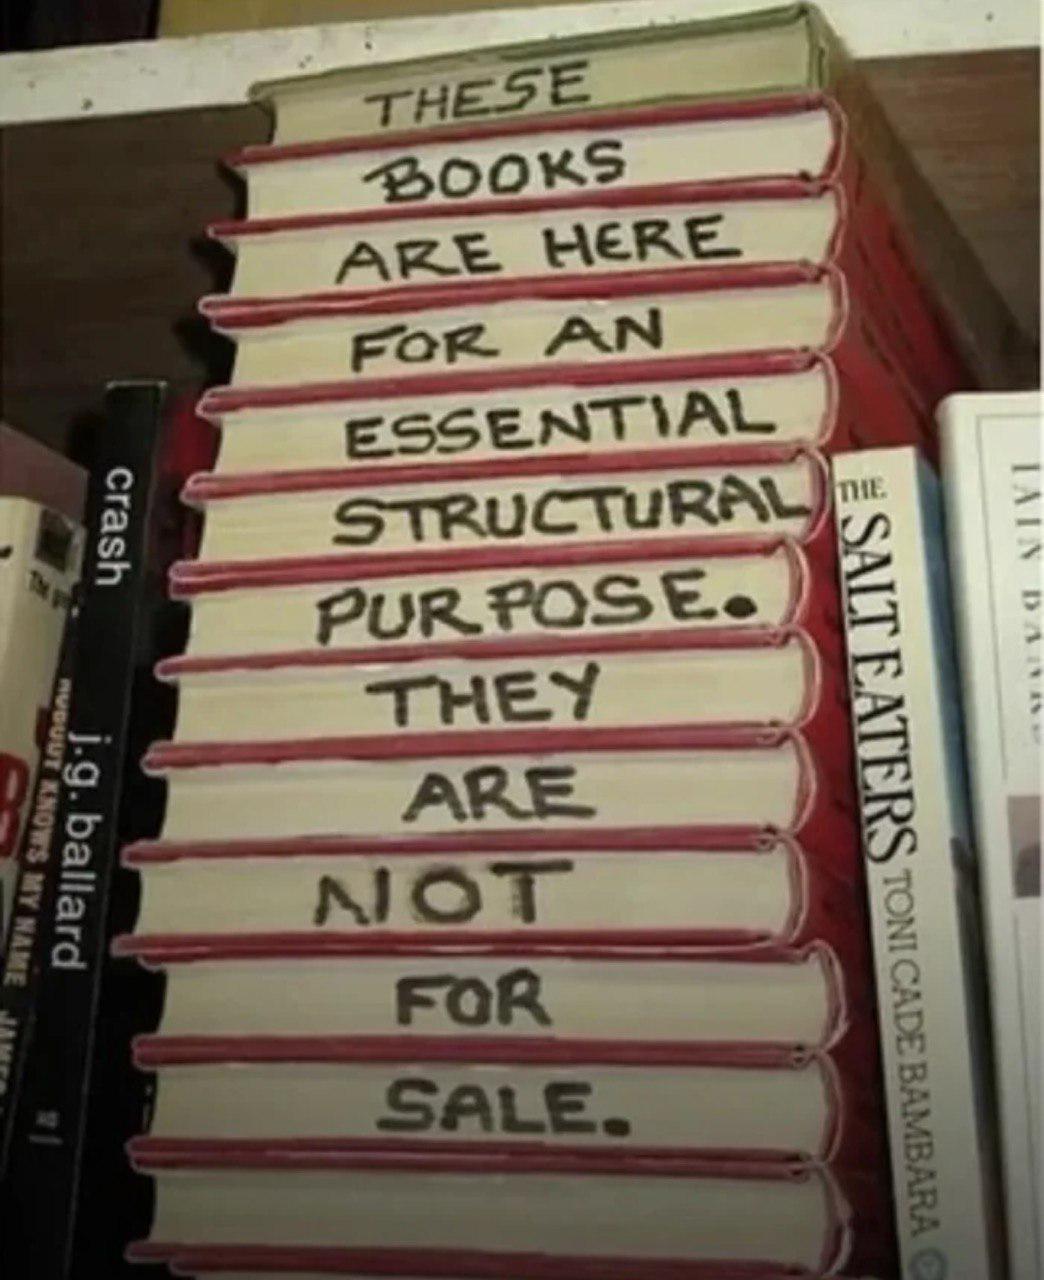 THESE
BOOKS
ARE HERE
FOR AN
ESSENTIAL
STRUCTURAL
PURPOSE.
THEY
ARE
NOT
FOR
SALE.
crash
j.g. ballard
KNOWS MY NAME
THE
SALT EATERS TONI CADE BAMBARA
IAIN